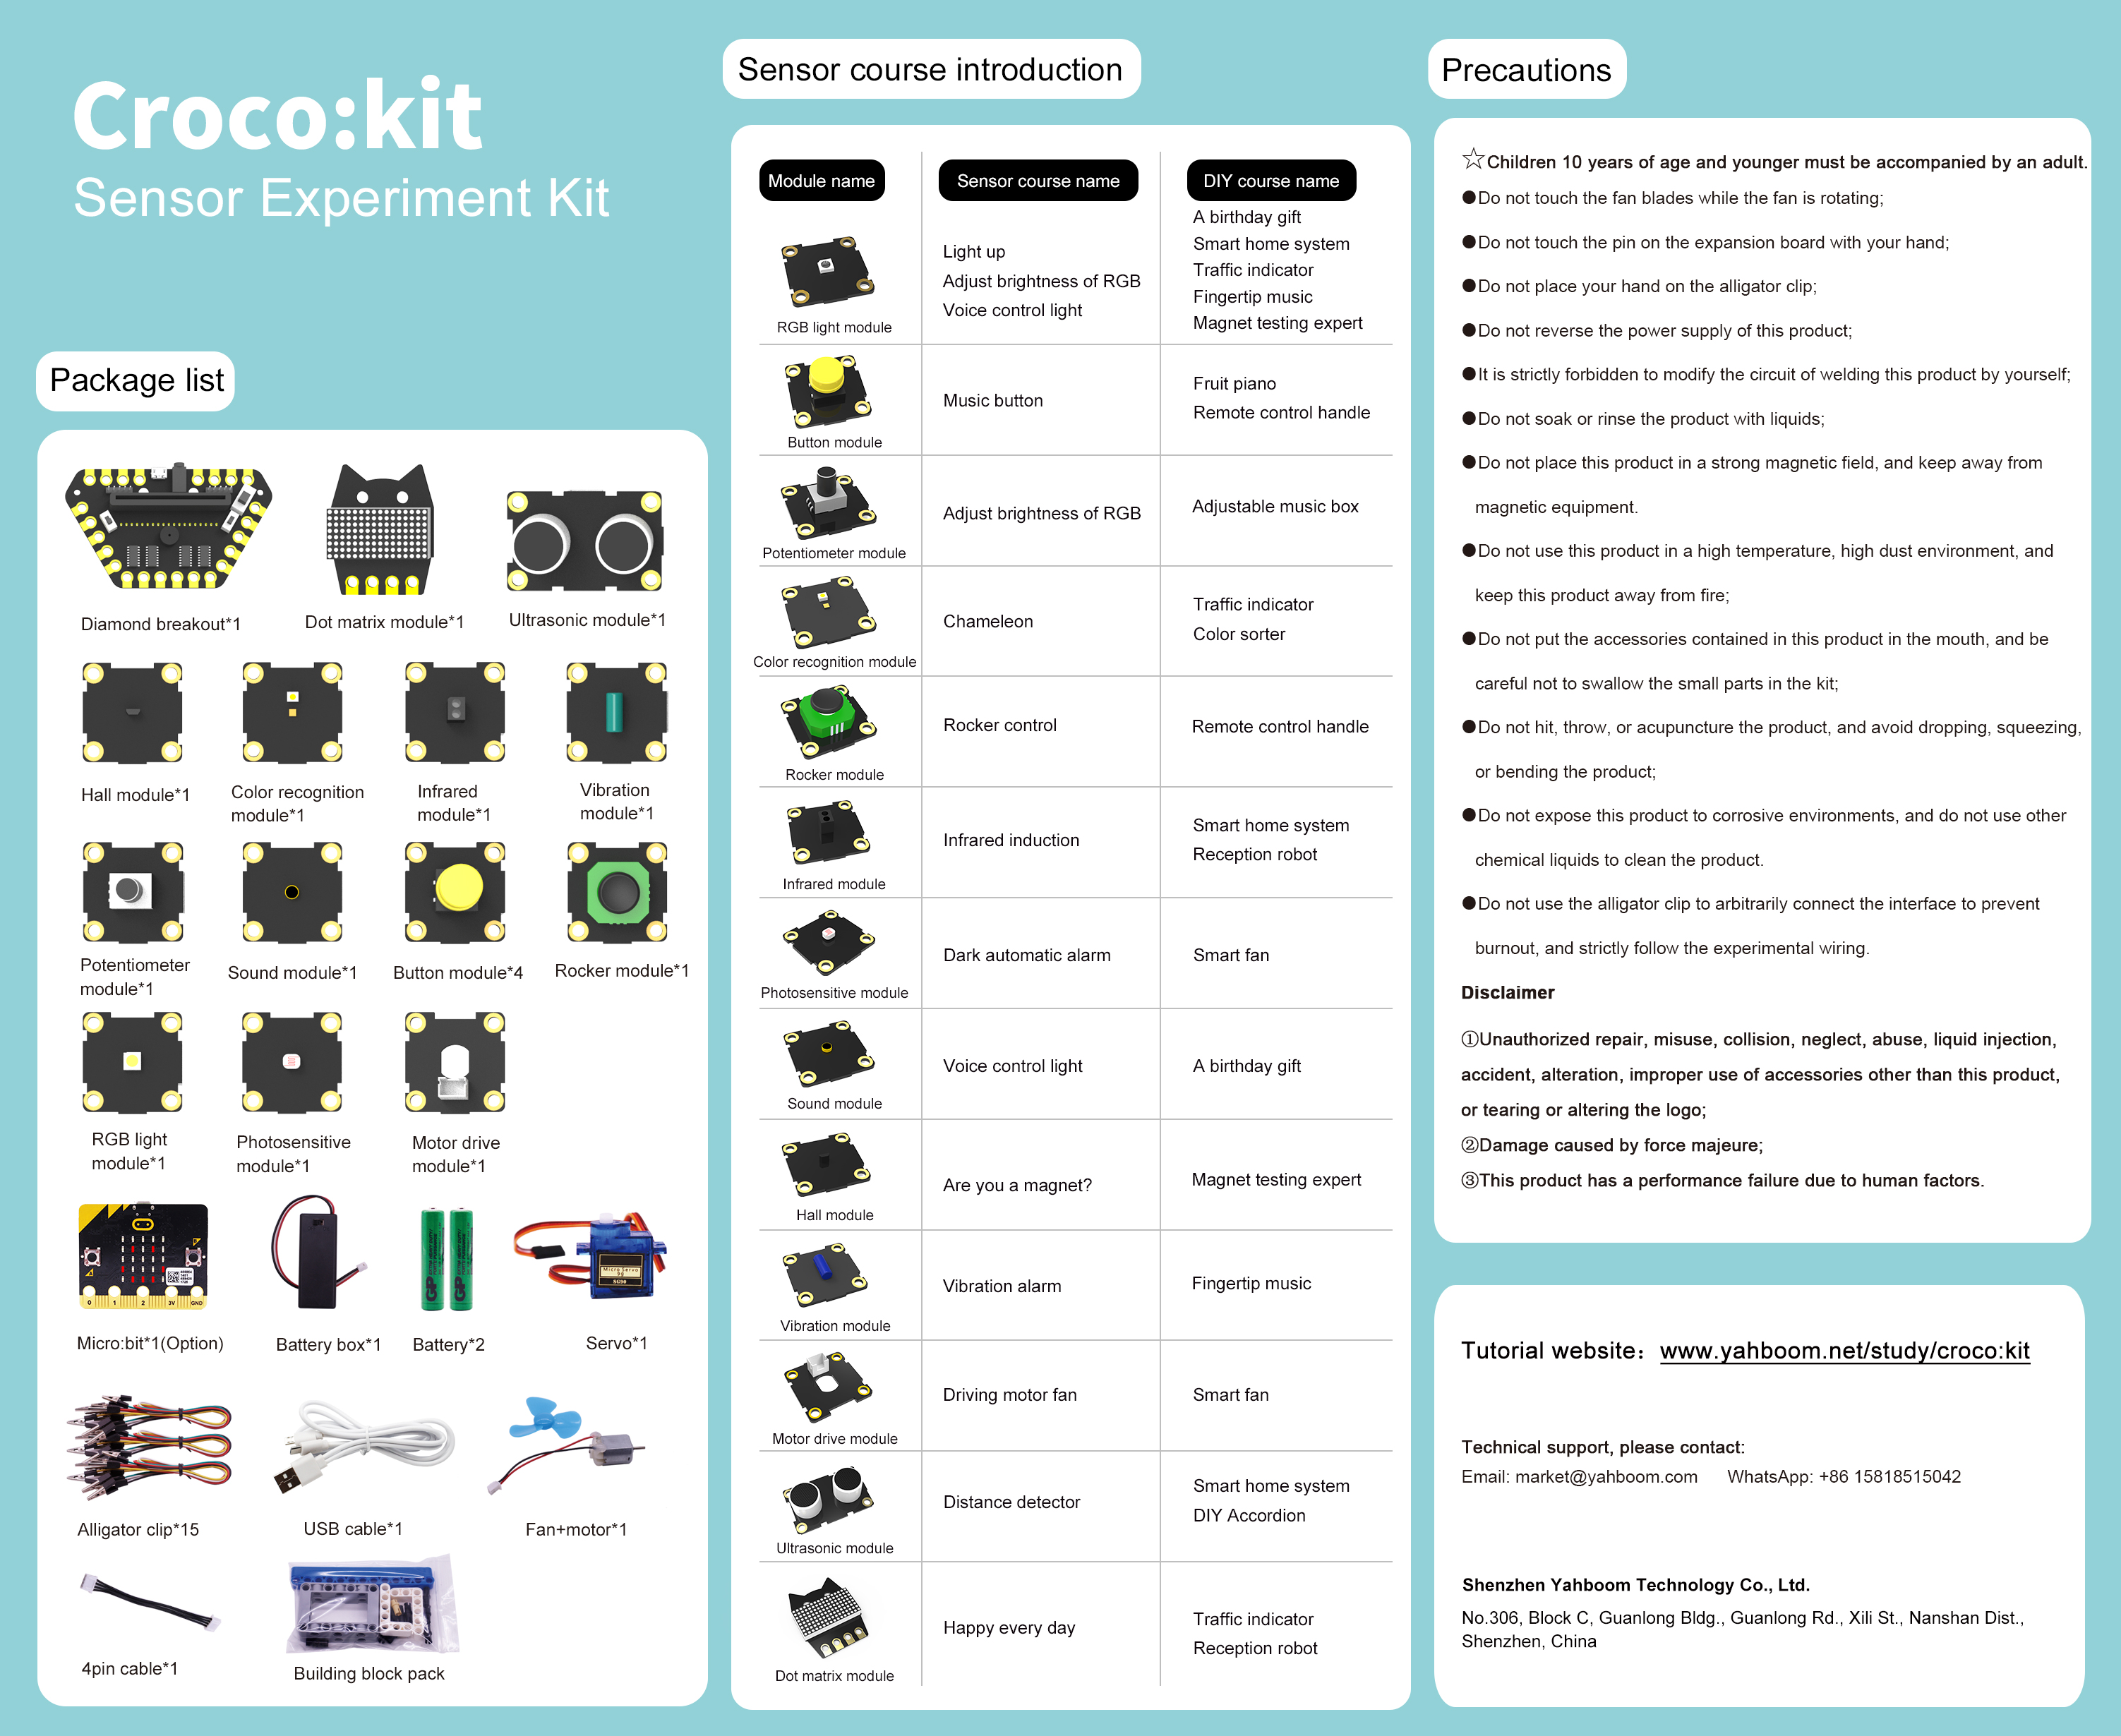 Croco:kit
Sensor Experiment Kit
Package list
Diamond breakout*1
Dot matrix module*1
Ultrasonic module*1
Hall module*1
Color recognition
module*1
Infrared
module*1
Vibration
module*1
Potentiometer
module*1
Sound module*1
Button module*4
Rocker module*1
RGB light
module*1
Photosensitive
module*1
Motor drive
module*1
0 1 2 3V GND
GP
Micro Servo
9g
SG90
Micro:bit*1(Option)
Battery box*1
Battery*2
Servo*1
Alligator clip*15
USB cable*1
Fan+motor*1
4pin cable*1
Building block pack
Sensor course introduction
Module name
Sensor course name
DIY course name
RGB light module
Light up
Adjust brightness of RGB
Voice control light
A birthday gift
Smart home system
Traffic indicator
Fingertip music
Magnet testing expert
Button module
Music button
Fruit piano
Remote control handle
Potentiometer module
Adjust brightness of RGB
Adjustable music box
Color recognition module
Chameleon
Traffic indicator
Color sorter
Rocker module
Rocker control
Remote control handle
Infrared module
Infrared induction
Smart home system
Reception robot
Photosensitive module
Dark automatic alarm
Smart fan
Sound module
Voice control light
A birthday gift
Hall module
Are you a magnet?
Magnet testing expert
Vibration module
Vibration alarm
Fingertip music
Motor drive module
Driving motor fan
Smart fan
Ultrasonic module
Distance detector
Smart home system
DIY Accordion
Dot matrix module
Happy every day
Traffic indicator
Reception robot
Precautions
☆Children 10 years of age and younger must be accompanied by an adult.
●Do not touch the fan blades while the fan is rotating;
●Do not touch the pin on the expansion board with your hand;
●Do not place your hand on the alligator clip;
●Do not reverse the power supply of this product;
●It is strictly forbidden to modify the circuit of welding this product by yourself;
●Do not soak or rinse the product with liquids;
●Do not place this product in a strong magnetic field, and keep away from
magnetic equipment.
●Do not use this product in a high temperature, high dust environment, and
keep this product away from fire;
●Do not put the accessories contained in this product in the mouth, and be
careful not to swallow the small parts in the kit;
●Do not hit, throw, or acupuncture the product, and avoid dropping, squeezing,
or bending the product;
●Do not expose this product to corrosive environments, and do not use other
chemical liquids to clean the product.
●Do not use the alligator clip to arbitrarily connect the interface to prevent
burnout, and strictly follow the experimental wiring.
Disclaimer
①Unauthorized repair, misuse, collision, neglect, abuse, liquid injection,
accident, alteration, improper use of accessories other than this product,
or tearing or altering the logo;
②Damage caused by force majeure;
③This product has a performance failure due to human factors.
Tutorial website：www.yahboom.net/study/croco:kit
Technical support, please contact:
Email: market@yahboom.com WhatsApp: +86 15818515042
Shenzhen Yahboom Technology Co., Ltd.
No.306, Block C, Guanlong Bldg., Guanlong Rd., Xili St., Nanshan Dist.,
Shenzhen, China